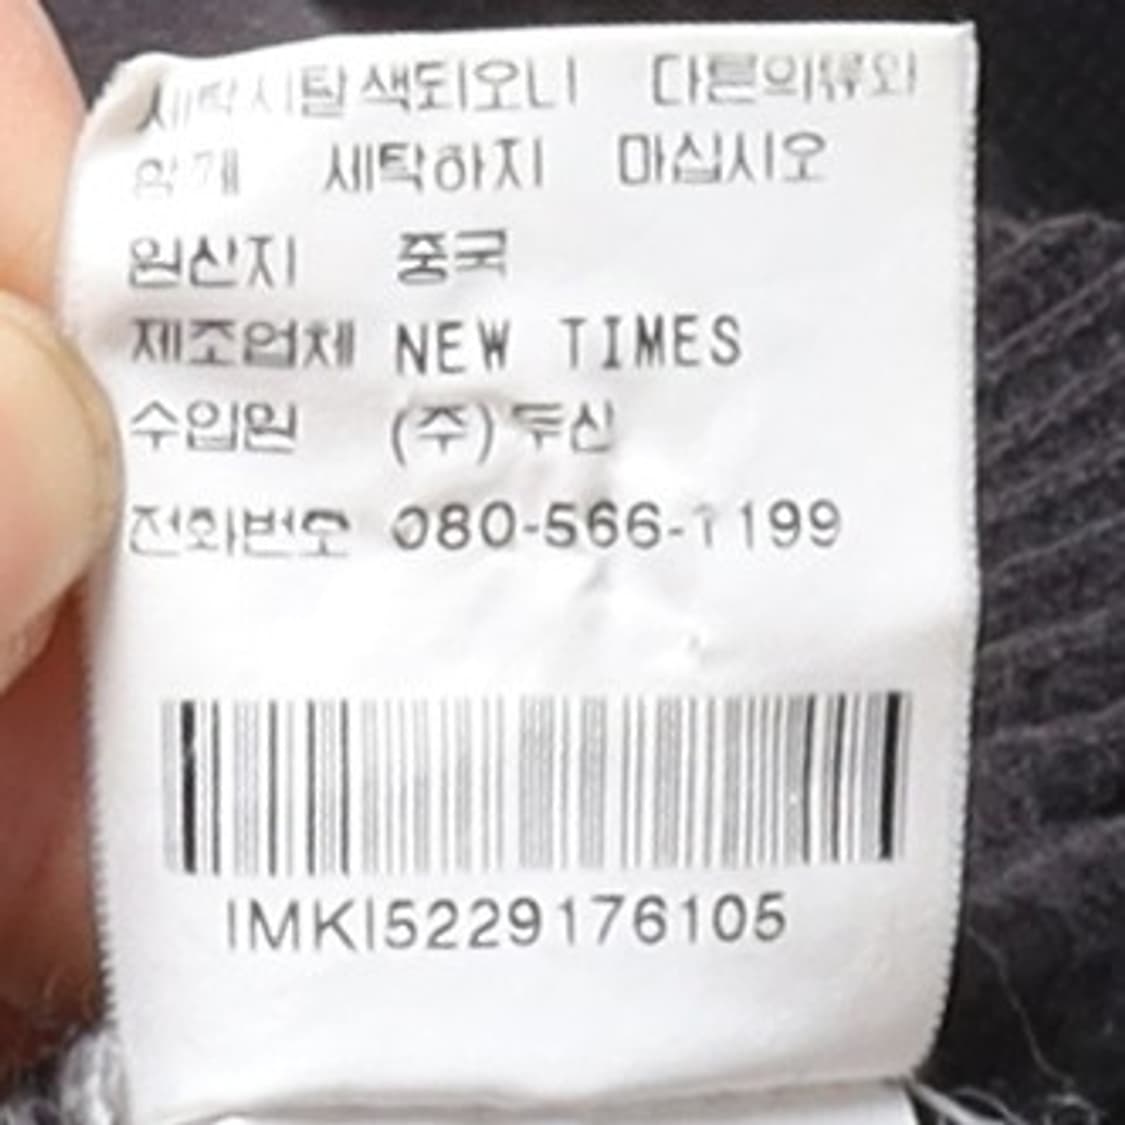 세탁시탈색되오니 다른의류와
함께 세탁하지 마십시오
원산지 중국
제조업체 NEW TIMES
수입원 (주)두산
전화번호 080-566-1199
IMKI5229176105